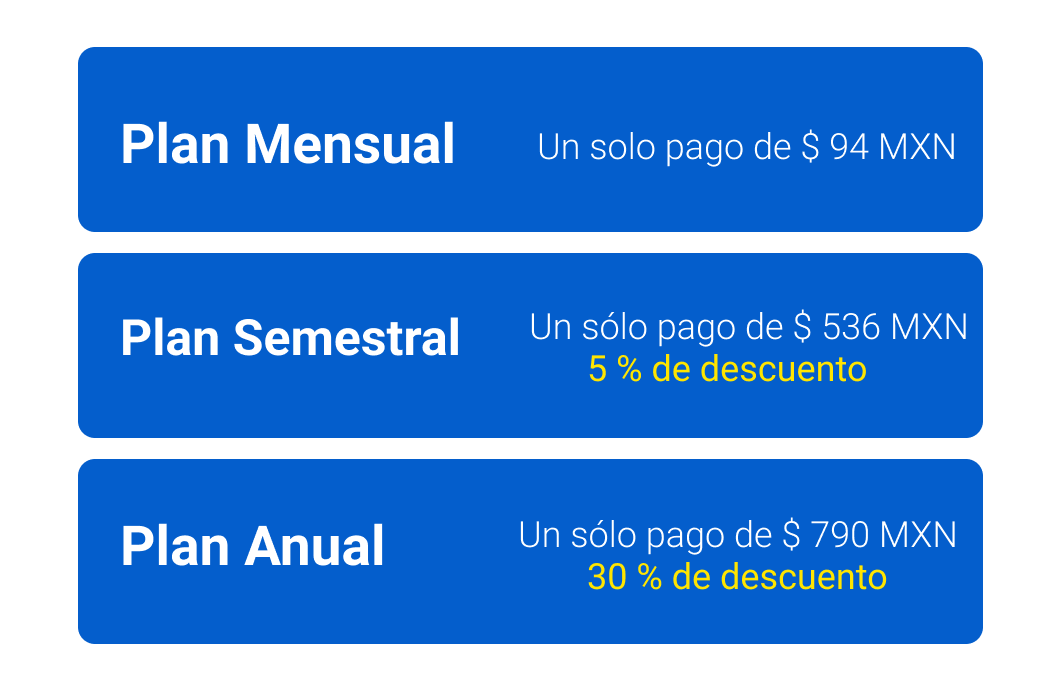 Plan Mensual
Un solo pago de $ 94 MXN
Plan Semestral
Un sólo pago de $ 536 MXN
5 % de descuento
Plan Anual
Un sólo pago de $ 790 MXN
30 % de descuento